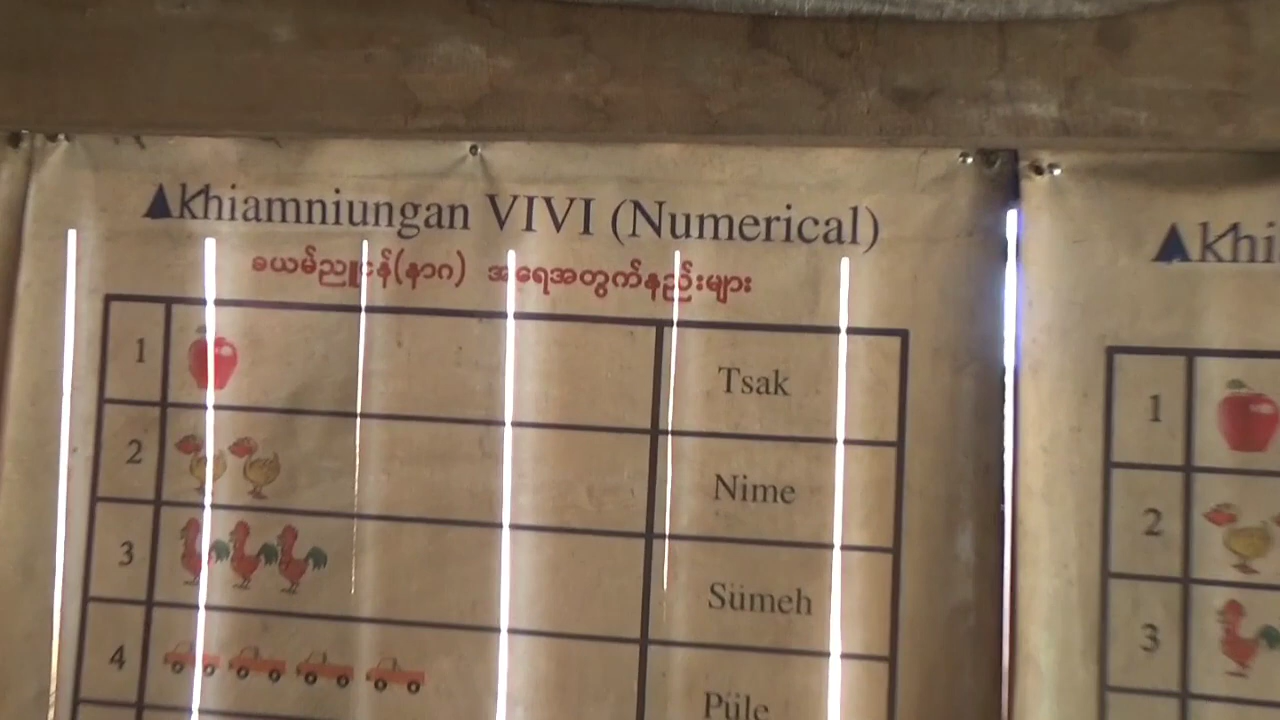 Khiamniungan VIVI (Numerical)
ခယမ်ညူငန်(နာဂ) အရေအတွက်နည်းများ
1 Tsak
2 Nime
3 Sümeh
4 Püle
Khi
1
2
3